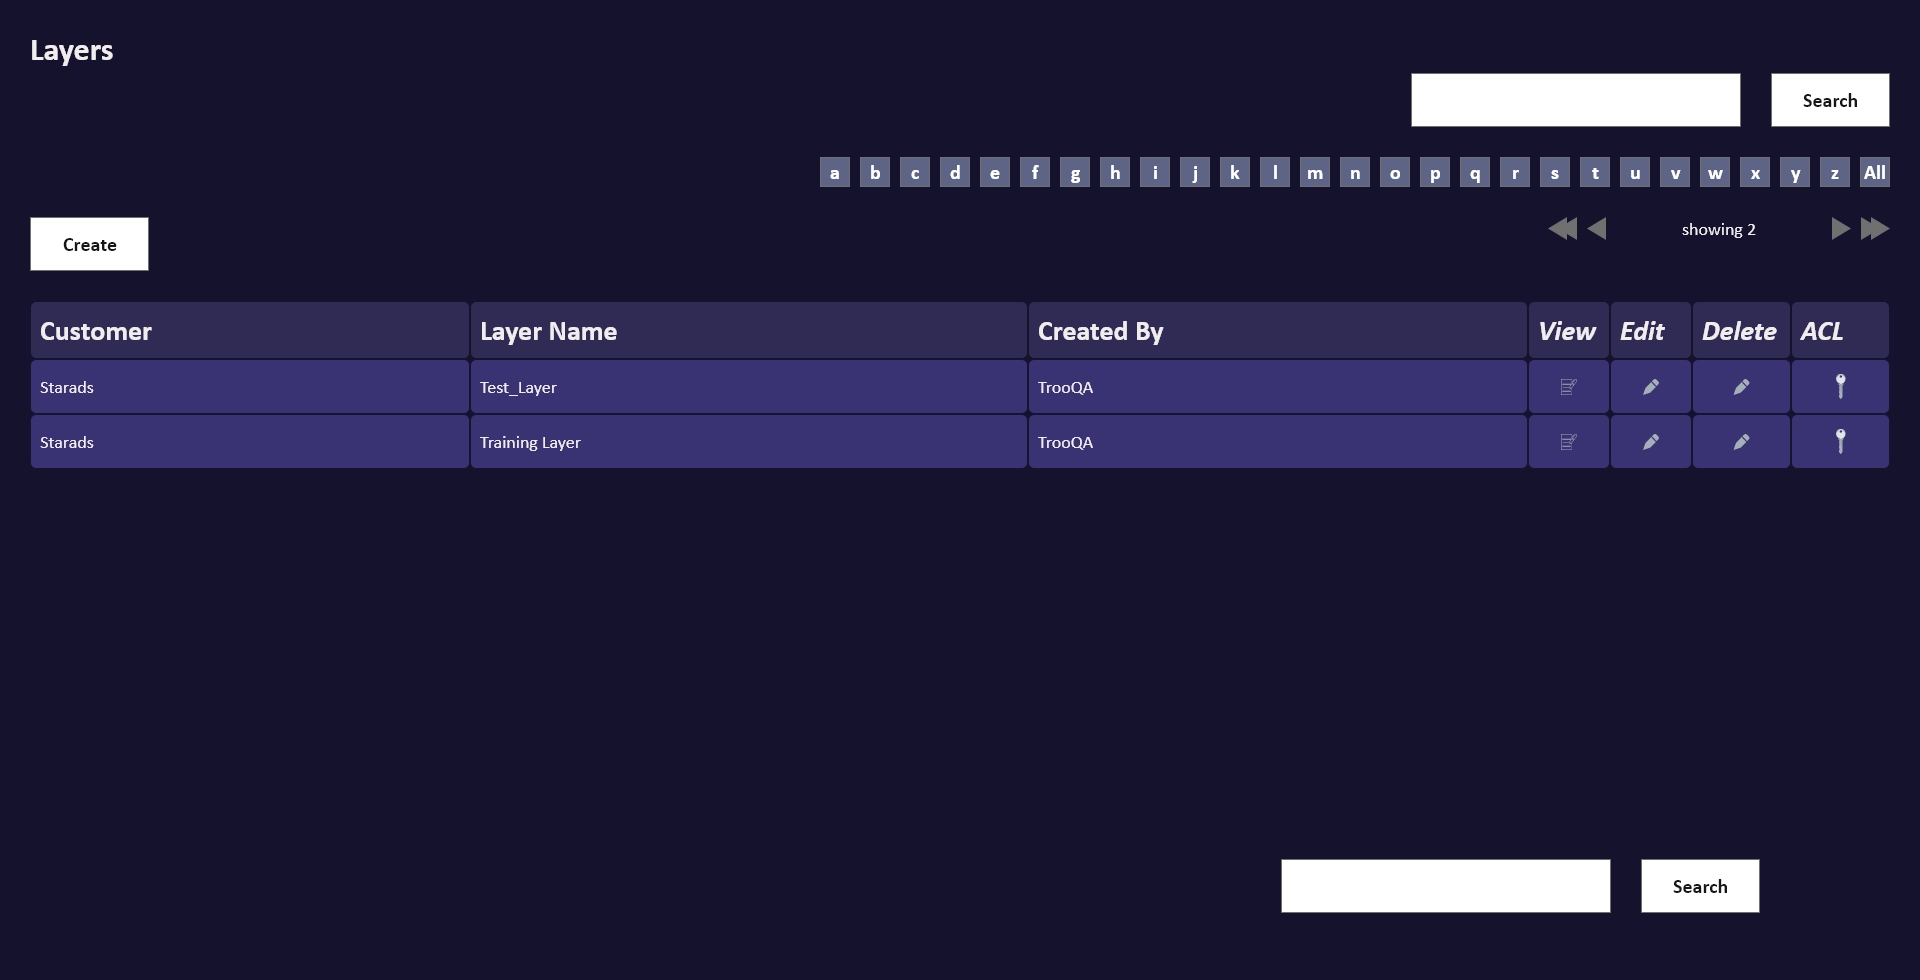 Layers
Search
a b c d e f g h i j k l m n o p q r s t u v w x y z All
Create
showing 2
Customer Layer Name Created By View Edit Delete ACL
Starads Test_Layer TrooQA
Starads Training Layer TrooQA
Search